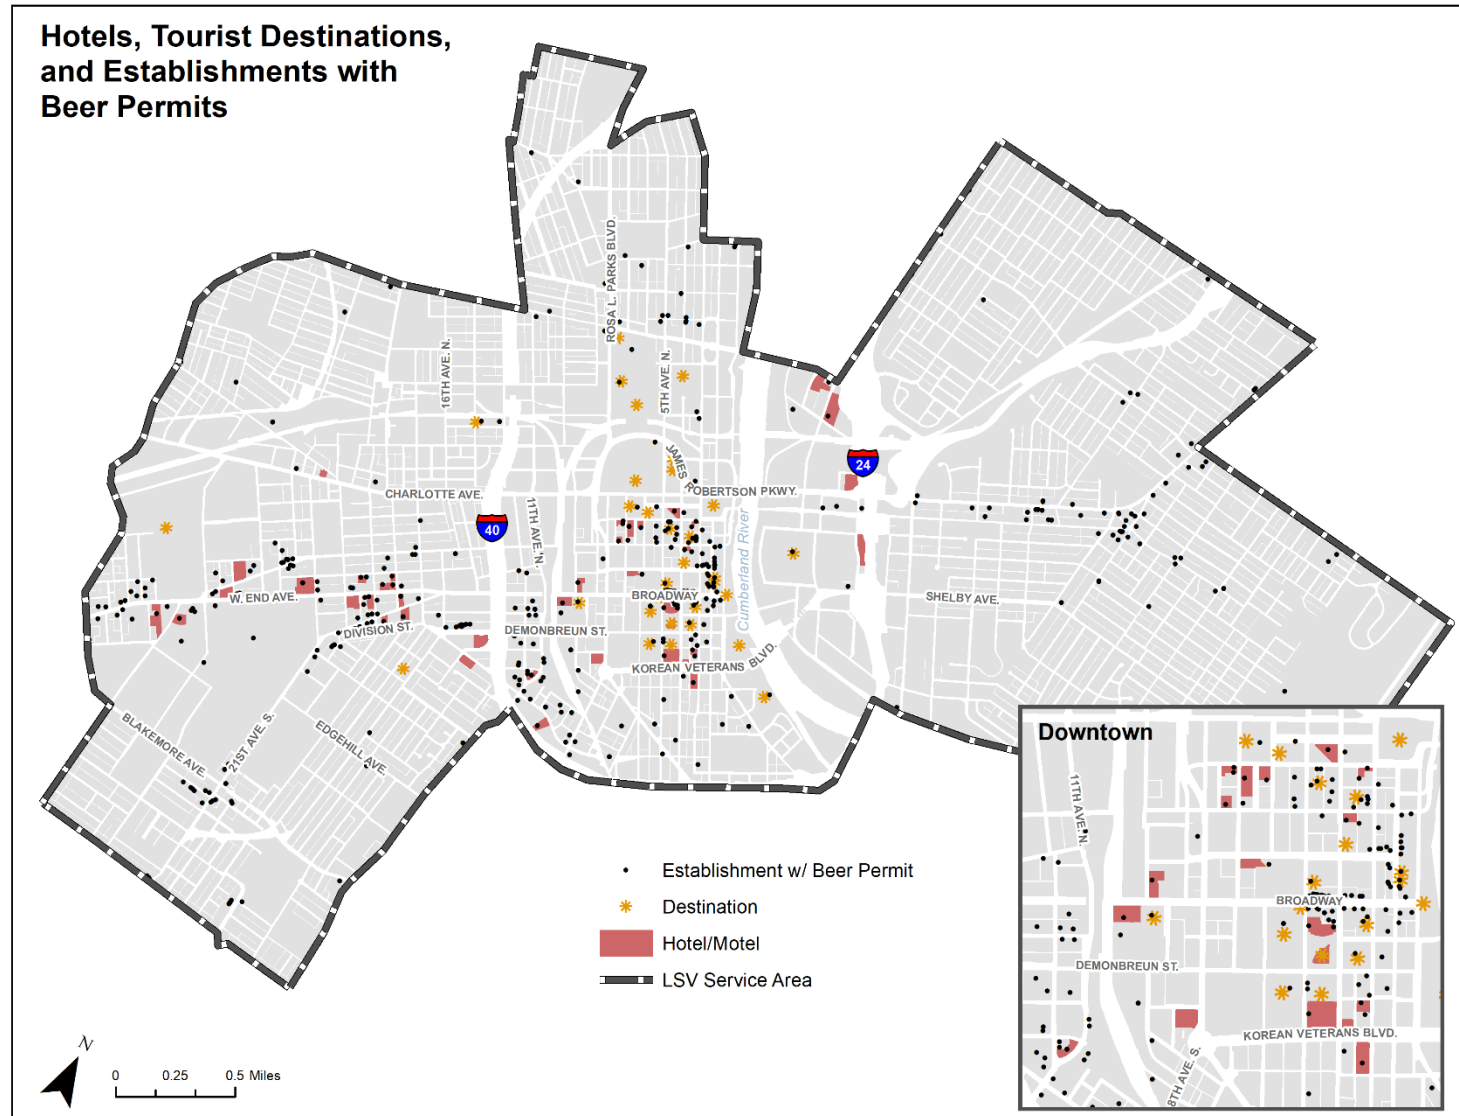 Hotels, Tourist Destinations,
and Establishments with
Beer Permits
ROSA L. PARKS BLVD.
16TH AVE. N.
5TH AVE. N.
JAMES R
OBERTSON PKWY.
24
CHARLOTTE AVE.
11TH AVE. N.
40
Cumberland River
W. END AVE.
BROADWAY
SHELBY AVE.
DIVISION ST.
DEMONBREUN ST.
KOREAN VETERANS BLVD.
BLAKEMORE AVE.
21ST AVE. S.
EDGEHILL AVE.
Downtown
11TH AVE. N.
BROADWAY
DEMONBREUN ST.
KOREAN VETERANS BLVD.
8TH AVE. S.
Establishment w/ Beer Permit
Destination
Hotel/Motel
LSV Service Area
N
0 0.25 0.5 Miles